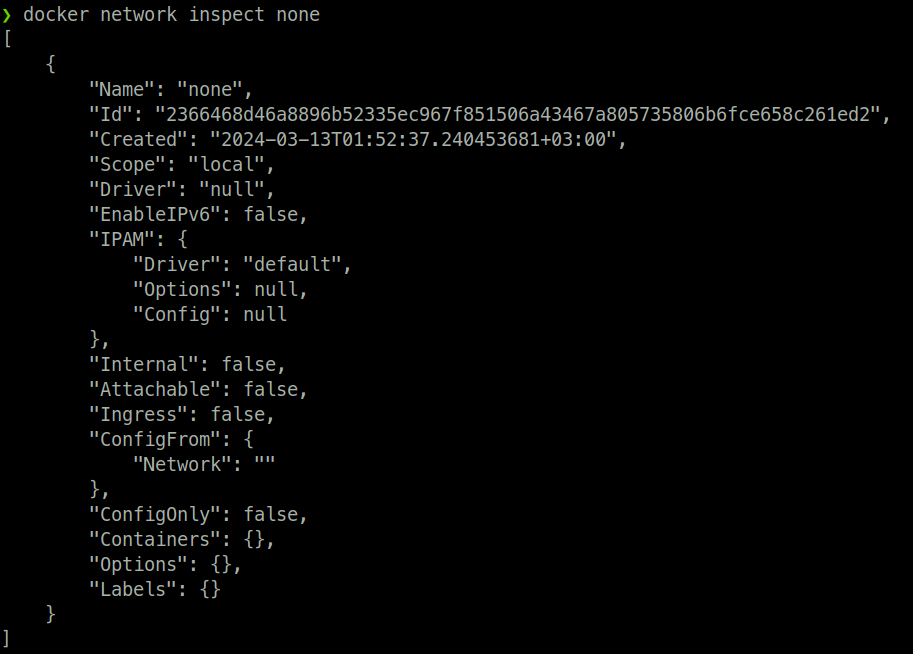 ❯ docker network inspect none
[
    {
        "Name": "none",
        "Id": "2366468d46a8896b52335ec967f851506a43467a805735806b6fce658c261ed2",
        "Created": "2024-03-13T01:52:37.240453681+03:00",
        "Scope": "local",
        "Driver": "null",
        "EnableIPv6": false,
        "IPAM": {
            "Driver": "default",
            "Options": null,
            "Config": null
        },
        "Internal": false,
        "Attachable": false,
        "Ingress": false,
        "ConfigFrom": {
            "Network": ""
        },
        "ConfigOnly": false,
        "Containers": {},
        "Options": {},
        "Labels": {}
    }
]